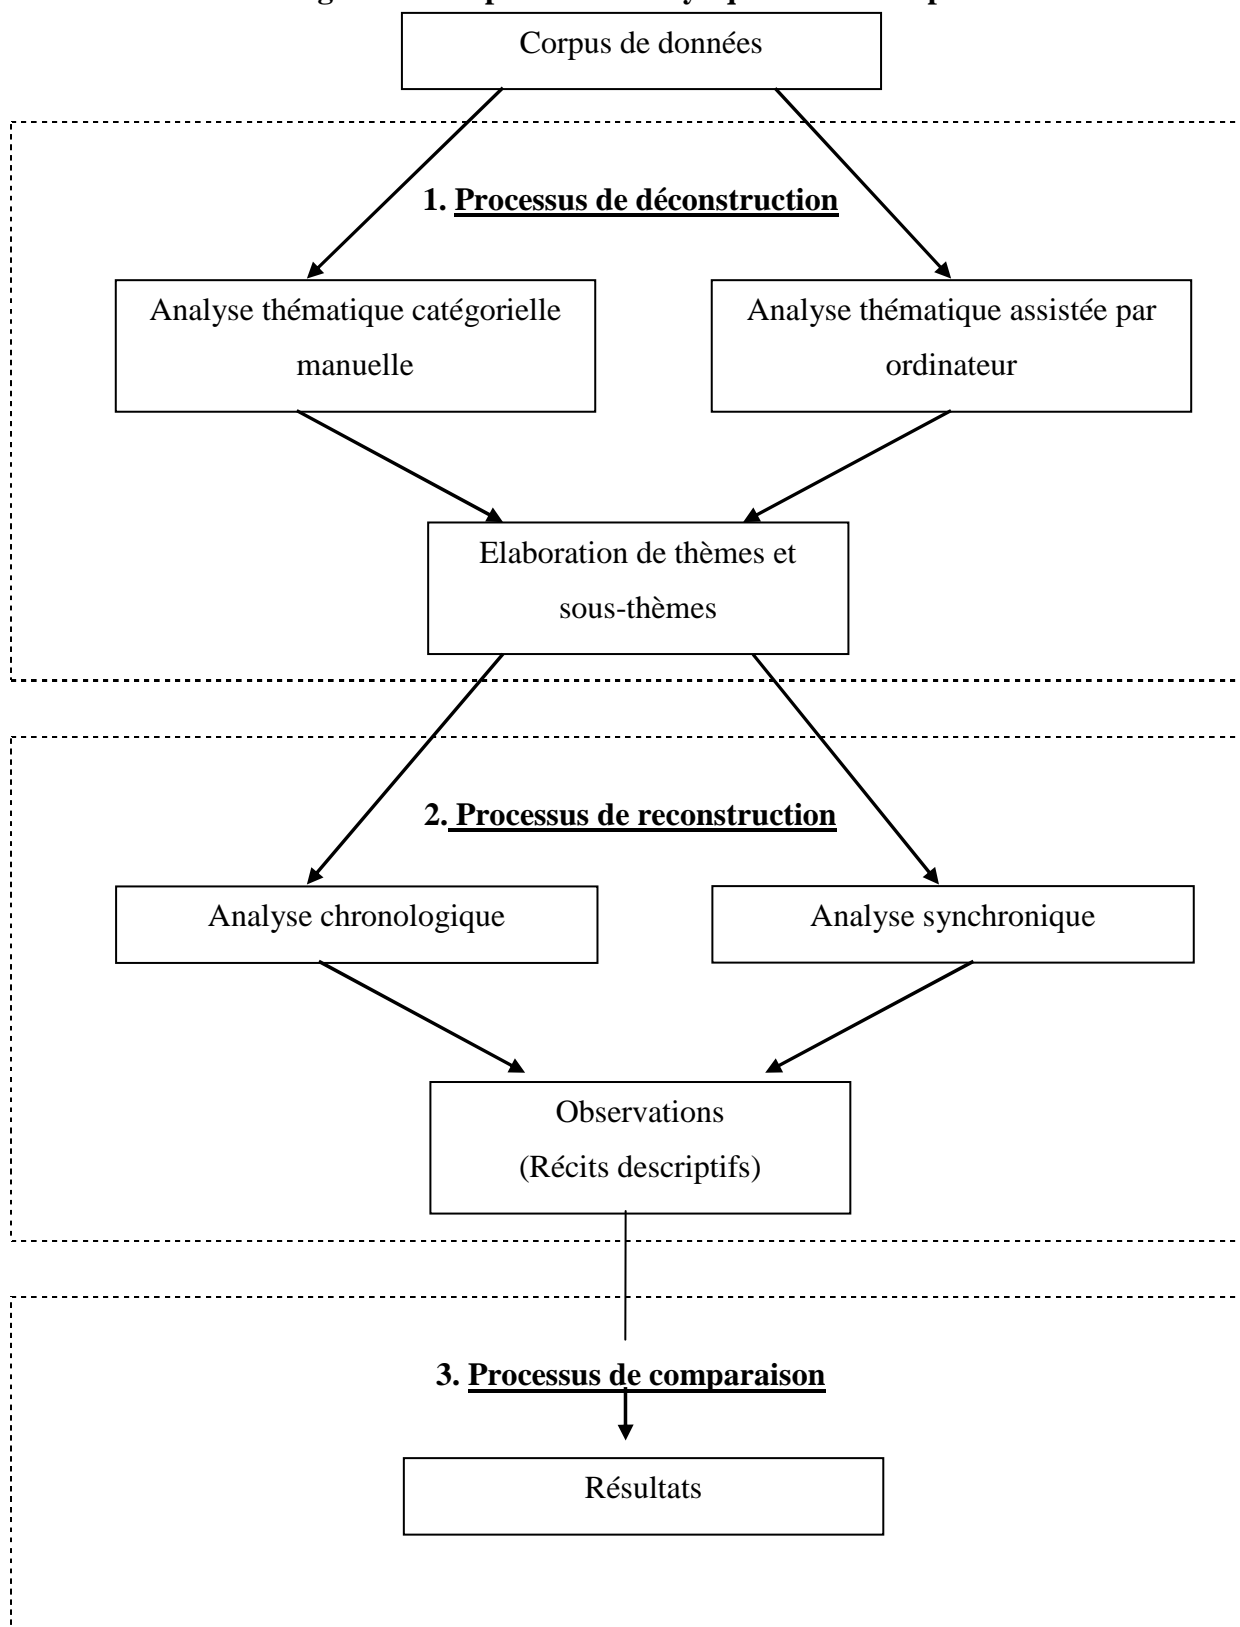 Corpus de données
1. Processus de déconstruction
Analyse thématique catégorielle
manuelle
Analyse thématique assistée par
ordinateur
Elaboration de thèmes et
sous-thèmes
2. Processus de reconstruction
Analyse chronologique
Analyse synchronique
Observations
(Récits descriptifs)
3. Processus de comparaison
Résultats